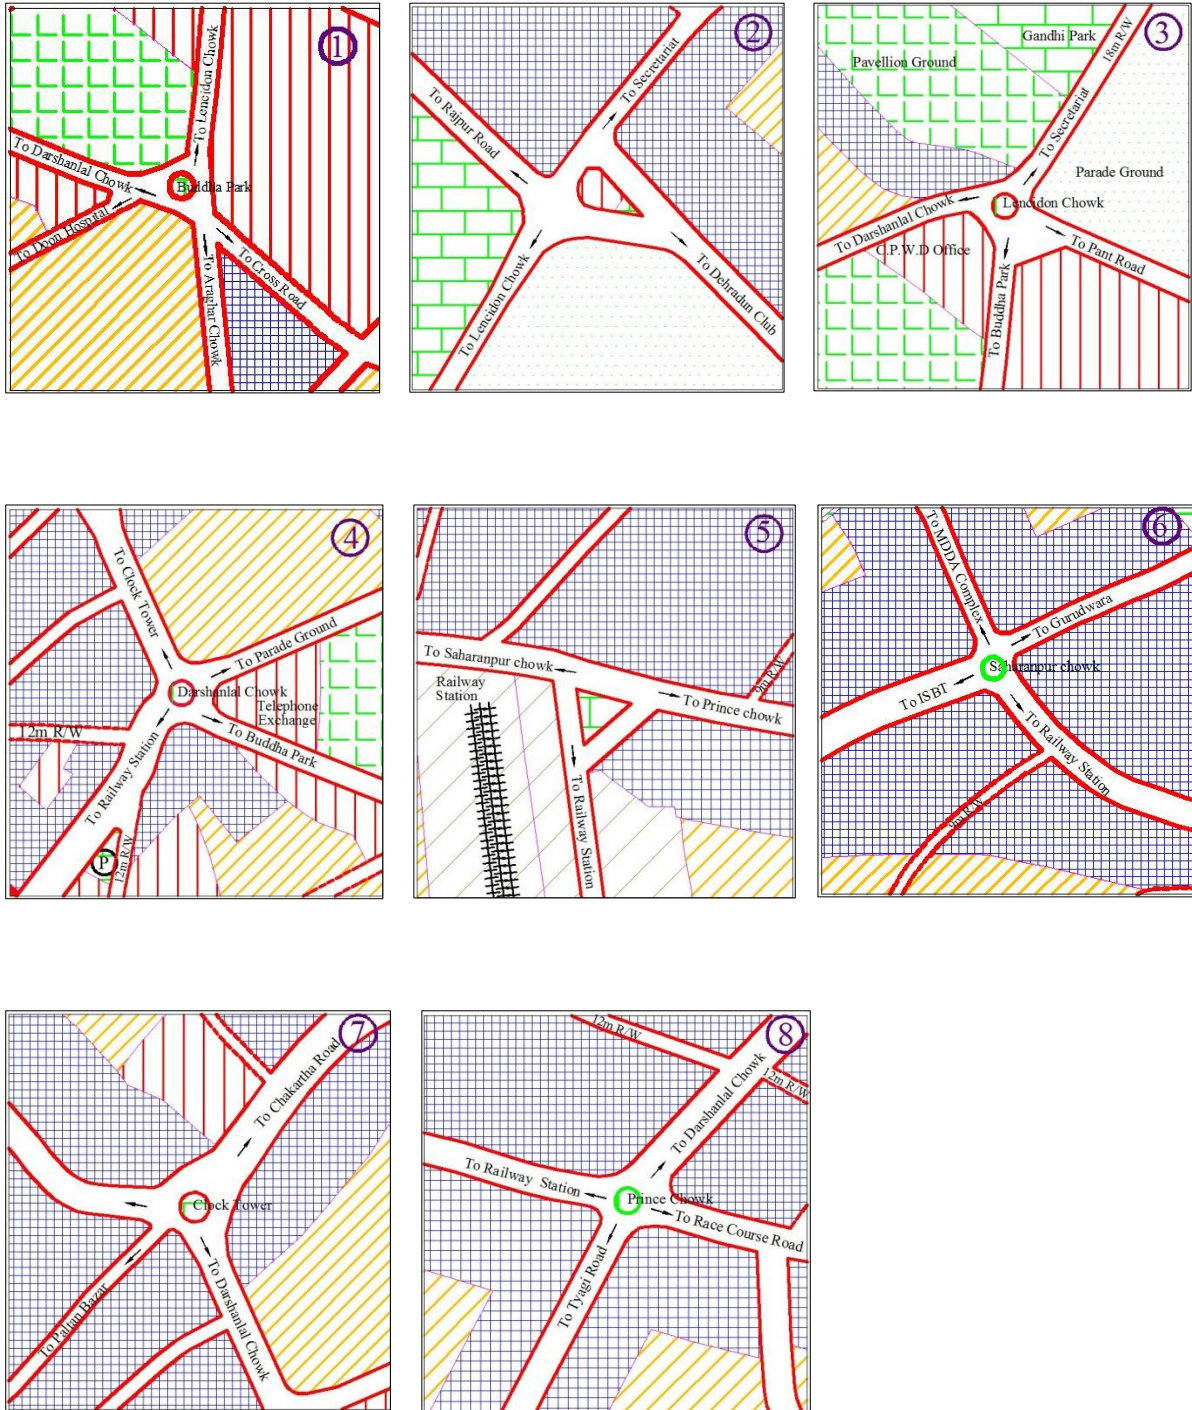 1
To Lencidon Chowk
To Darshanlal Chowk
Buddha Park
To Doon Hospital
To Cross Road
To Araghar Chowk
2
To Secretariat
To Rajpur Road
To Lencidon Chowk
To Dehradun Club
3
Gandhi Park
18m R/W
Pavellion Ground
To Secretariat
Parade Ground
Lencidon Chowk
To Darshanlal Chowk
C.P.W.D Office
To Pant Road
To Buddha Park
4
To Clock Tower
To Parade Ground
Darshanlal Chowk
Telephone
Exchange
12m R/W
To Buddha Park
To Railway Station
P
12m R/W
5
To Saharanpur chowk
Railway
Station
9m R/W
To Prince chowk
To Railway Station
6
To MDDA Complex
To Gurudwara
Saharanpur chowk
To ISBT
To Railway Station
9m R/W
7
To Chakartha Road
Clock Tower
To Paltan Bazar
To Darshanlal Chowk
8
12m R/W
12m R/W
To Darshanlal Chowk
To Railway Station
Prince Chowk
To Race Course Road
To Tyagi Road